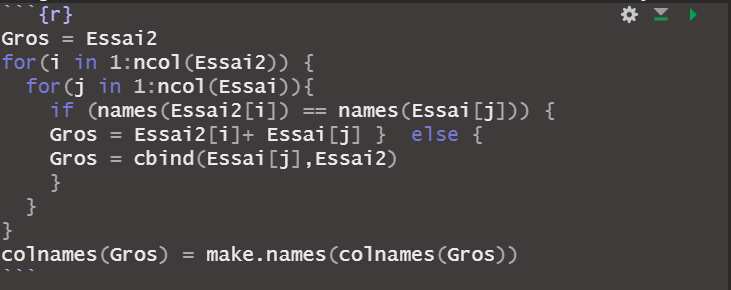 ```{r}
Gros = Essai2
for(i in 1:ncol(Essai2)) {
  for(j in 1:ncol(Essai)){
    if (names(Essai2[i]) == names(Essai[j])) {
    Gros = Essai2[i]+ Essai[j] }  else {
    Gros = cbind(Essai[j],Essai2)
    }
  }
}
colnames(Gros) = make.names(colnames(Gros))
```